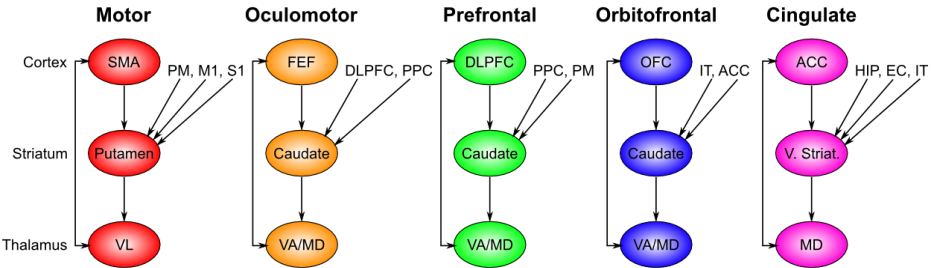 Motor Oculomotor Prefrontal Orbitofrontal Cingulate
Cortex SMA FEF DLPFC OFC ACC
PM, M1, S1 DLPFC, PPC PPC, PM IT, ACC HIP, EC, IT
Striatum Putamen Caudate Caudate Caudate V. Striat.
Thalamus VL VA/MD VA/MD VA/MD MD